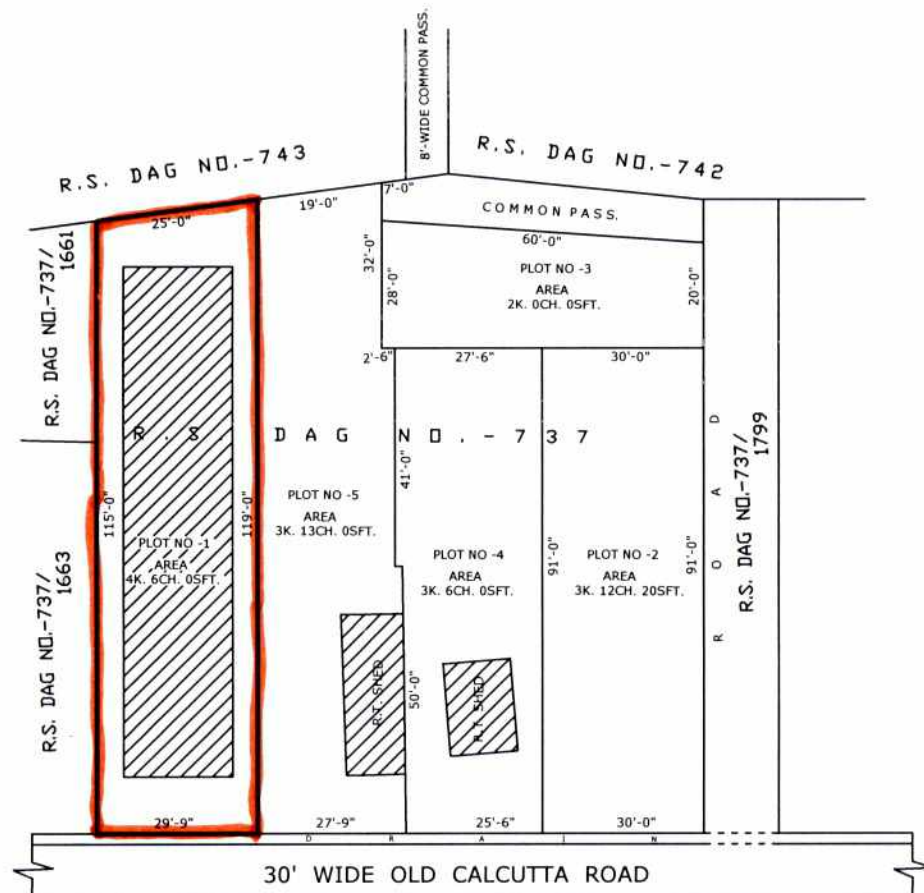 8'-WIDE COMMON PASS.
R.S. DAG NO.-743
R.S. DAG NO.-742
7'-0"
19'-0"
25'-0"
COMMON PASS.
60'-0"
32'-0"
28'-0"
20'-0"
PLOT NO -3
AREA
2K. 0CH. 0SFT.
R.S. DAG NO.-737/
1661
2'-6"
27'-6"
30'-0"
R.S. DAG NO.-737
41'-0"
115'-0"
119'-0"
PLOT NO -5
AREA
3K. 13CH. 0SFT.
PLOT NO -1
AREA
4K. 6CH. 0SFT.
PLOT NO -4
AREA
3K. 6CH. 0SFT.
91'-0"
PLOT NO -2
AREA
3K. 12CH. 20SFT.
91'-0"
ROAD
R.S. DAG NO.-737/
1799
R.S. DAG NO.-737/
1663
R.T. SHED
50'-0"
R.T. SHED
29'-9"
27'-9"
25'-6"
30'-0"
DRAIN
30' WIDE OLD CALCUTTA ROAD